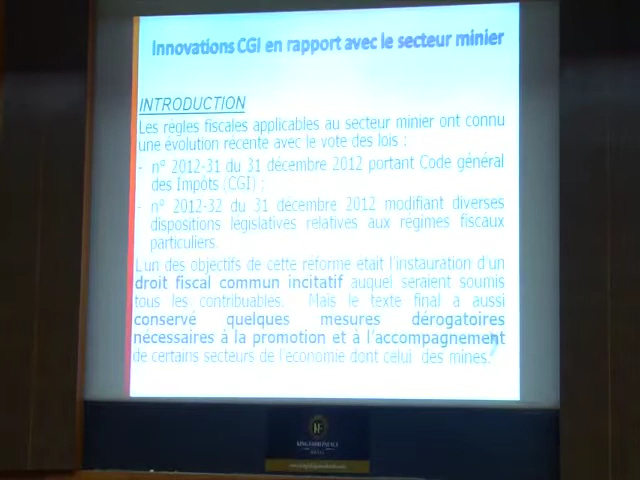 Innovations CGI en rapport avec le secteur minier
INTRODUCTION
Les règles fiscales applicables au secteur minier ont connu
une évolution récente avec le vote des lois :
- n° 2012-31 du 31 décembre 2012 portant Code général
des Impôts (CGI) ;
- n° 2012-32 du 31 décembre 2012 modifiant diverses
dispositions législatives relatives aux régimes fiscaux
particuliers.
L'un des objectifs de cette réforme était l'instauration d'un
droit fiscal commun incitatif auquel seraient soumis
tous les contribuables. Mais le texte final a aussi
conservé quelques mesures dérogatoires
nécessaires à la promotion et à l'accompagnement
de certains secteurs de l'économie dont celui des mines.
KING FAHD PALACE